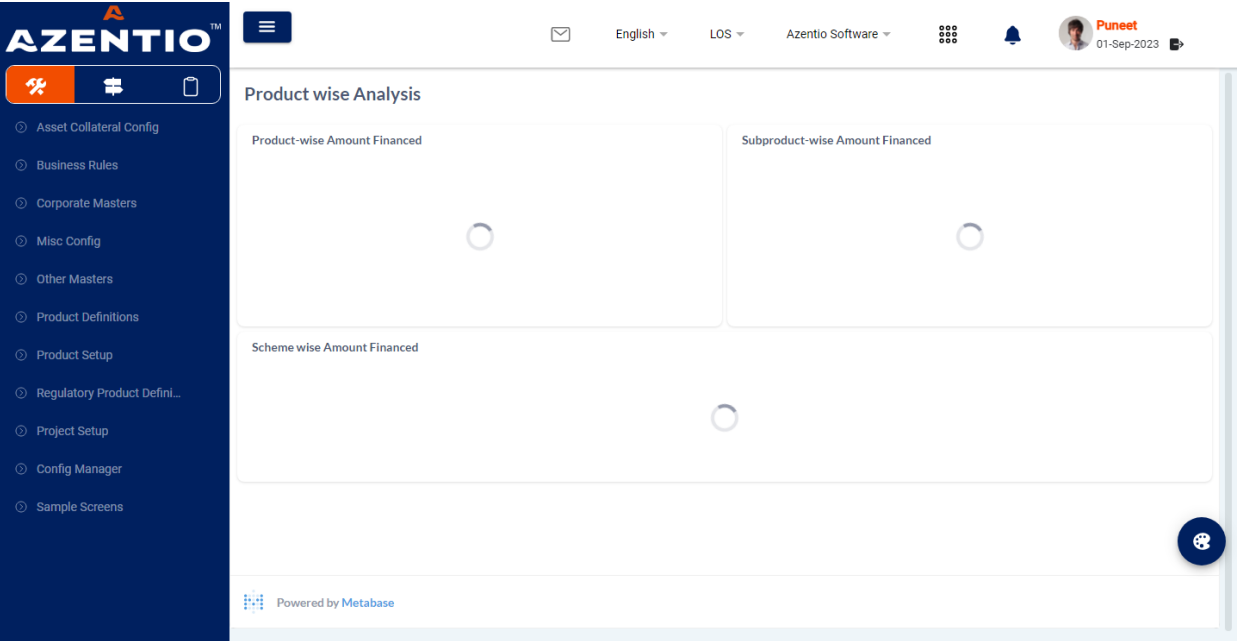 AZENTIO™
English
LOS
Azentio Software
Puneet
01-Sep-2023
Asset Collateral Config
Business Rules
Corporate Masters
Misc Config
Other Masters
Product Definitions
Product Setup
Regulatory Product Defini...
Project Setup
Config Manager
Sample Screens
Product wise Analysis
Product-wise Amount Financed
Subproduct-wise Amount Financed
Scheme wise Amount Financed
Powered by Metabase